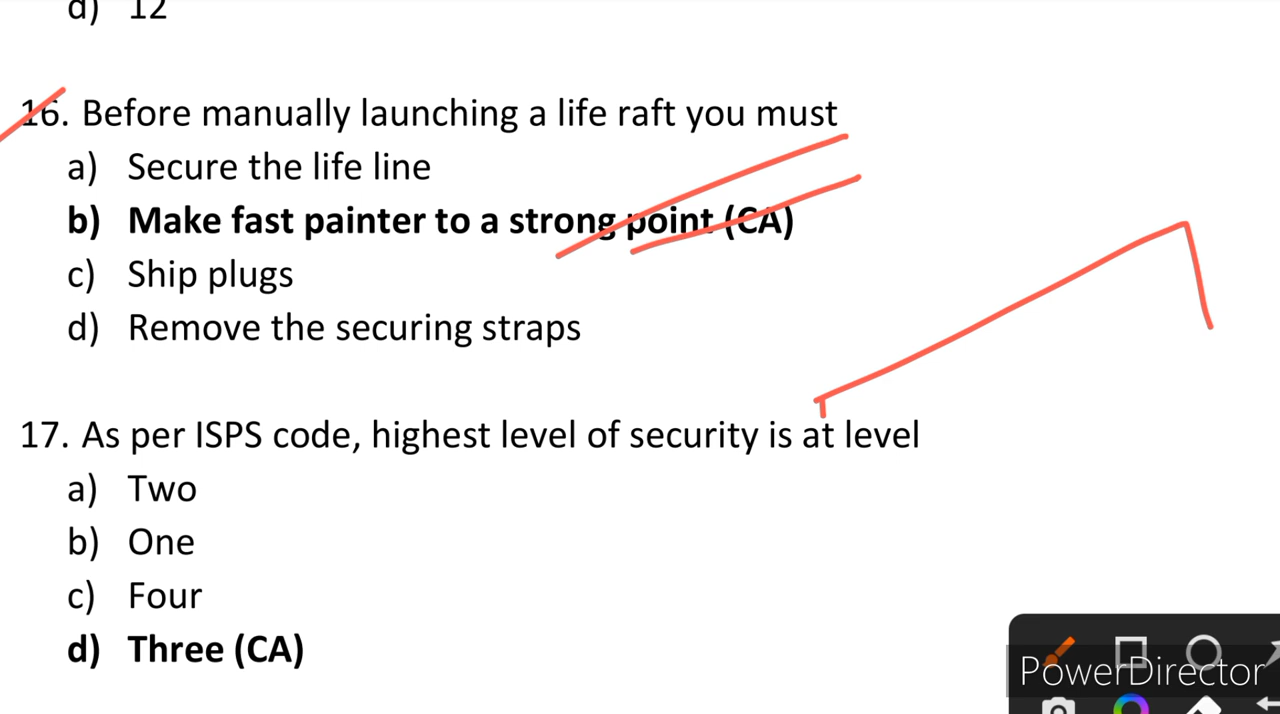 d) 12
16. Before manually launching a life raft you must
a) Secure the life line
b) Make fast painter to a strong point (CA)
c) Ship plugs
d) Remove the securing straps
17. As per ISPS code, highest level of security is at level
a) Two
b) One
c) Four
d) Three (CA)
PowerDirector